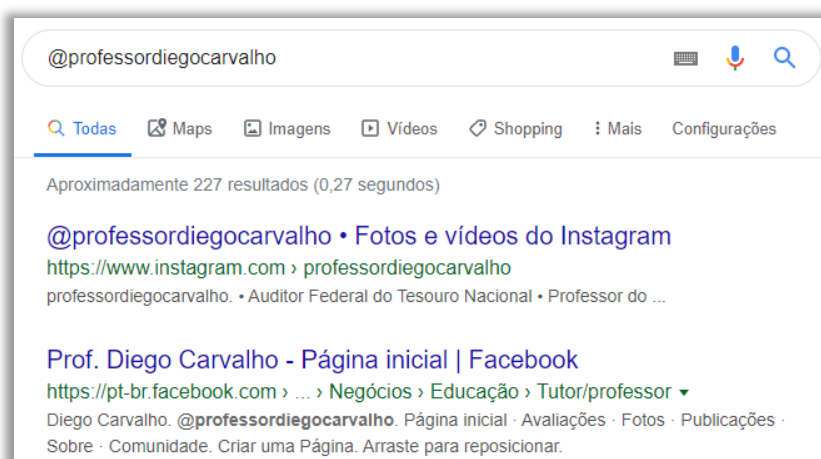 @professordiegocarvalho
Todas Maps Imagens Vídeos Shopping Mais Configurações
Aproximadamente 227 resultados (0,27 segundos)
@professordiegocarvalho • Fotos e vídeos do Instagram
https://www.instagram.com › professordiegocarvalho
professordiegocarvalho. • Auditor Federal do Tesouro Nacional • Professor do ...
Prof. Diego Carvalho - Página inicial | Facebook
https://pt-br.facebook.com › ... › Negócios › Educação › Tutor/professor
Diego Carvalho. @professordiegocarvalho. Página inicial · Avaliações · Fotos · Publicações ·
Sobre · Comunidade. Criar uma Página. Arraste para reposicionar.